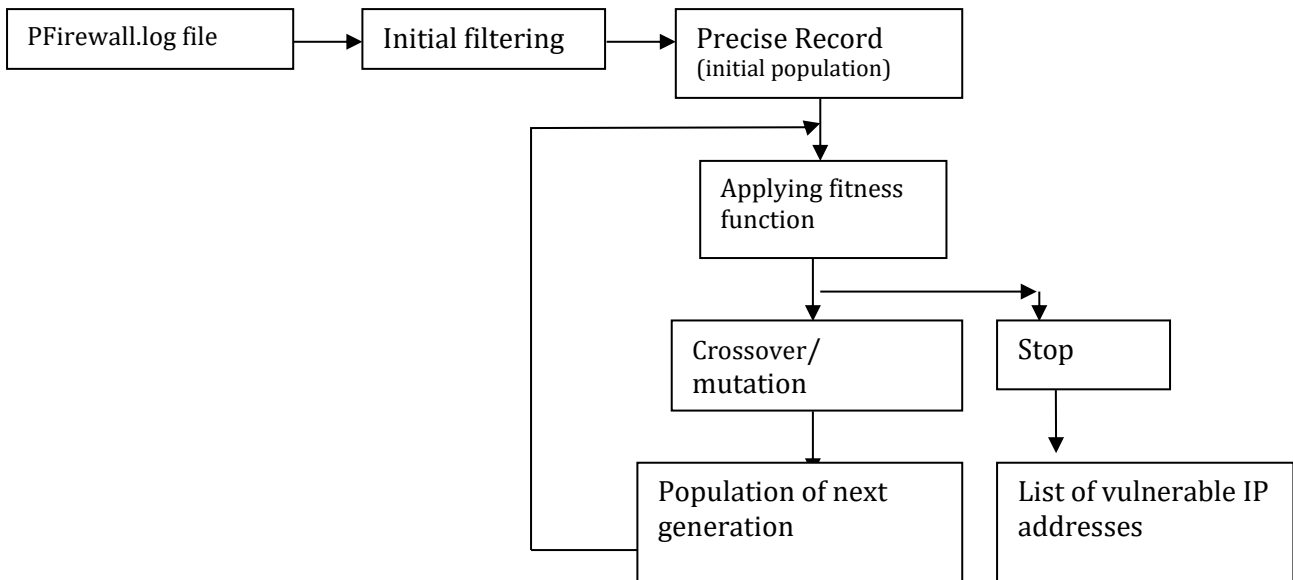 PFirewall.log file
Initial filtering
Precise Record
(initial population)
Applying fitness
function
Crossover/
mutation
Stop
Population of next
generation
List of vulnerable IP
addresses